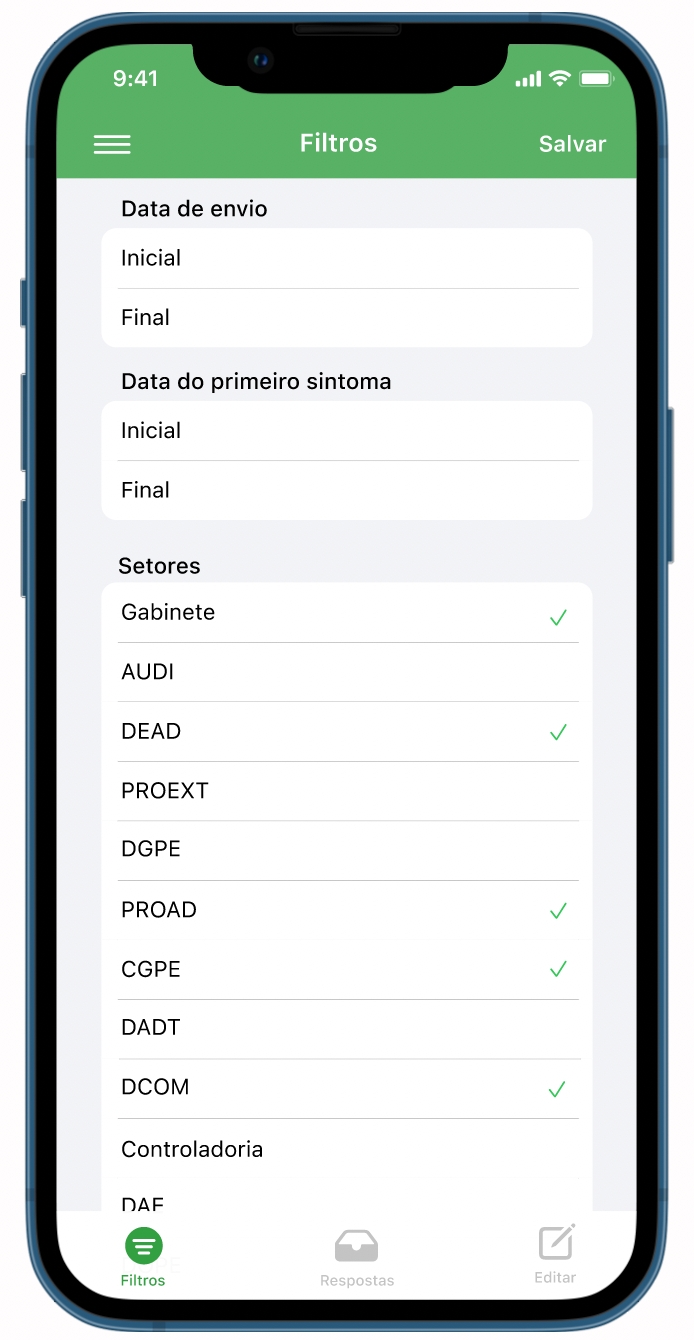 9:41
Filtros
Salvar
Data de envio
Inicial
Final
Data do primeiro sintoma
Inicial
Final
Setores
Gabinete
AUDI
DEAD
PROEXT
DGPE
PROAD
CGPE
DADT
DCOM
Controladoria
DAE
Filtros
Respostas
Editar